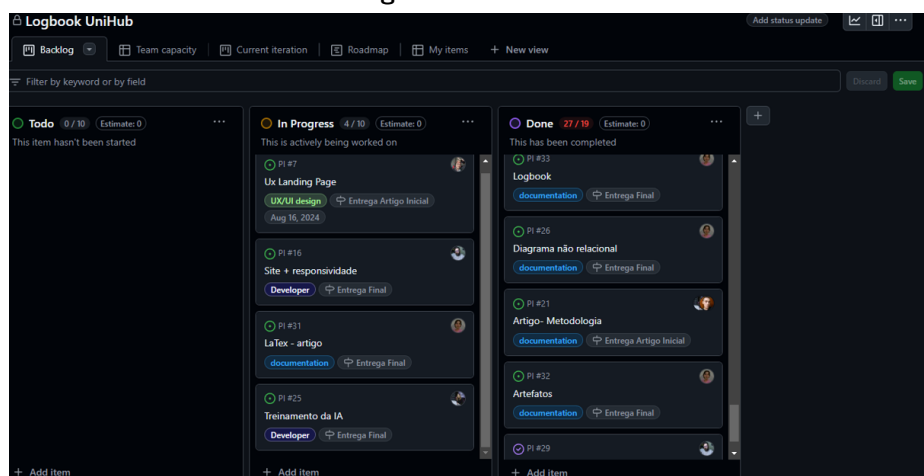 Logbook UniHub
Add status update
Backlog
Team capacity
Current iteration
Roadmap
My items
+ New view
Filter by keyword or by field
Discard
Save
Todo 0 / 10 Estimate: 0
This item hasn't been started
+ Add item
In Progress 4 / 10 Estimate: 0
This is actively being worked on
PI #7
Ux Landing Page
UX/UI design Entrega Artigo Inicial
Aug 16, 2024
PI #16
Site + responsividade
Developer Entrega Final
PI #31
LaTex - artigo
documentation Entrega Final
PI #25
Treinamento da IA
Developer Entrega Final
+ Add item
Done 27 / 19 Estimate: 0
This has been completed
PI #33
Logbook
documentation Entrega Final
PI #26
Diagrama não relacional
documentation Entrega Final
PI #21
Artigo- Metodologia
documentation Entrega Artigo Inicial
PI #32
Artefatos
documentation Entrega Final
PI #29
+ Add item